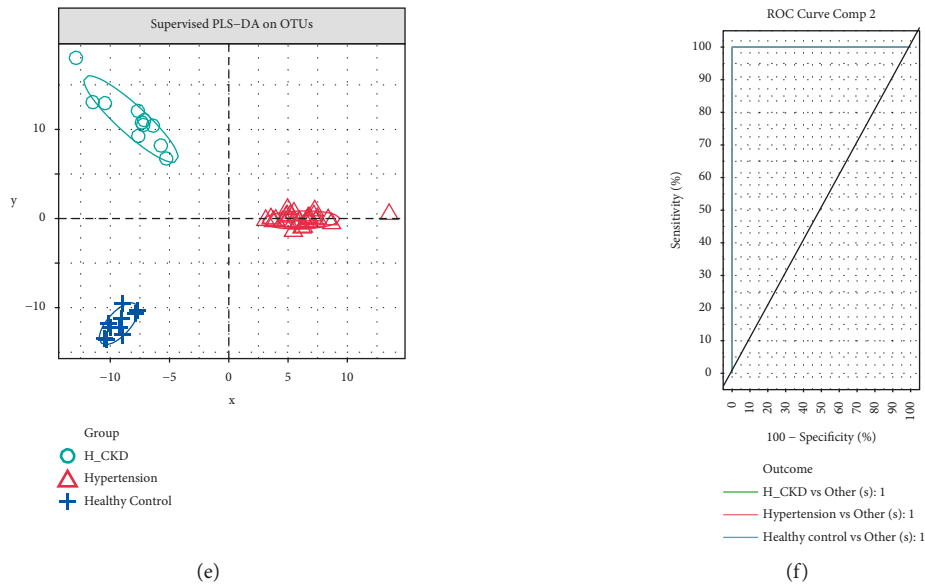 Supervised PLS−DA on OTUs
10
0
−10
y
−10
−5
0
5
10
x
Group
H_CKD
Hypertension
Healthy Control
(e)
ROC Curve Comp 2
100
90
80
70
60
50
40
30
20
10
0
Sensitivity (%)
0
10
20
30
40
50
60
70
80
90
100
100 − Specificity (%)
Outcome
H_CKD vs Other (s): 1
Hypertension vs Other (s): 1
Healthy control vs Other (s): 1
(f)